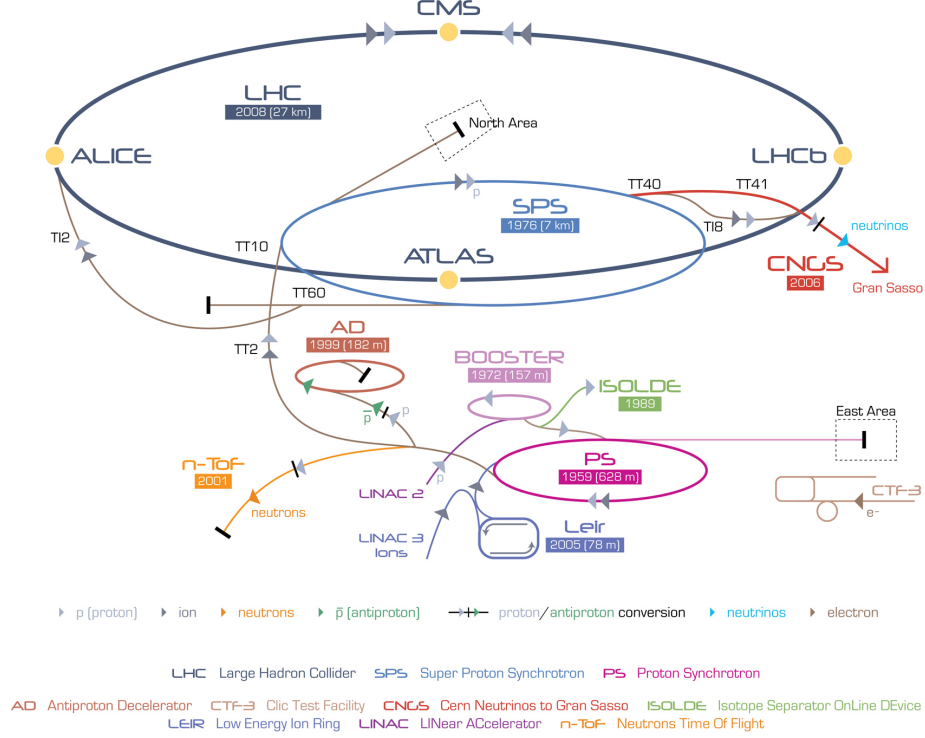 CMS
LHC
2008 (27 km)
North Area
ALICE
LHCb
TT40
TT41
p
SPS
1976 (7 km)
TI8
neutrinos
TI2
TT10
ATLAS
CNGS
2006
Gran Sasso
TT60
AD
1999 (182 m)
TT2
BOOSTER
1972 (157 m)
ISOLDE
1989
East Area
p
p̅
n-ToF
2001
LINAC 2
p
PS
1959 (628 m)
CTF-3
e-
neutrons
LINAC 3
Ions
Leir
2005 (78 m)
p (proton) ion neutrons p̅ (antiproton) proton/antiproton conversion neutrinos electron
LHC Large Hadron Collider SPS Super Proton Synchrotron PS Proton Synchrotron
AD Antiproton Decelerator CTF-3 Clic Test Facility CNGS Cern Neutrinos to Gran Sasso ISOLDE Isotope Separator OnLine DEvice
LEIR Low Energy Ion Ring LINAC LINear ACcelerator n-ToF Neutrons Time Of Flight